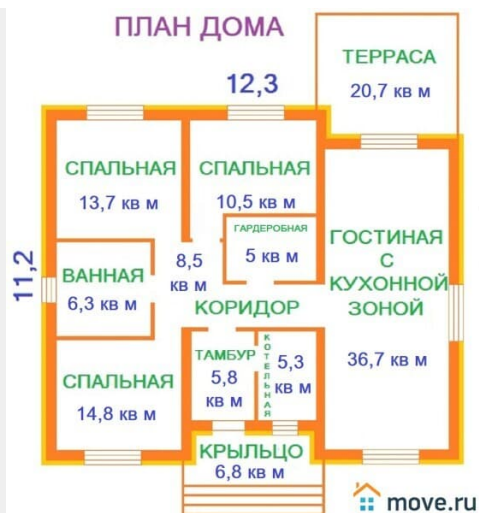 ПЛАН ДОМА
ТЕРРАСА
20,7 кв м
12,3
СПАЛЬНАЯ
13,7 кв м
СПАЛЬНАЯ
10,5 кв м
ГАРДЕРОБНАЯ
5 кв м
ГОСТИНАЯ
С
КУХОННОЙ
ЗОНОЙ
36,7 кв м
11,2
ВАННАЯ
6,3 кв м
8,5
кв м
КОРИДОР
СПАЛЬНАЯ
14,8 кв м
ТАМБУР
5,8
кв м
КОТЕЛЬНАЯ
5,3
кв м
КРЫЛЬЦО
6,8 кв м
move.ru